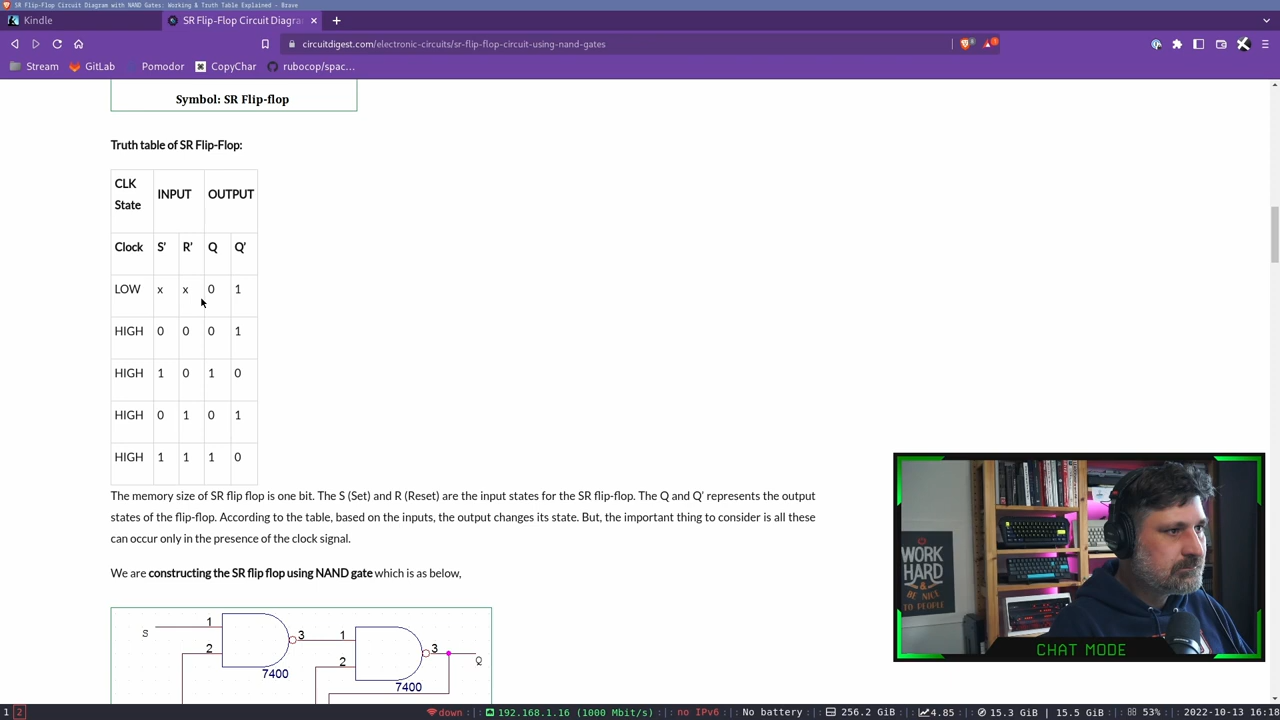 SR Flip-Flop Circuit Diagram with NAND Gates: Working & Truth Table Explained - Brave
Kindle
SR Flip-Flop Circuit Diagra
circuitdigest.com/electronic-circuits/sr-flip-flop-circuit-using-nand-gates
Stream
GitLab
Pomodor
CopyChar
rubocop/spac…
Symbol: SR Flip-flop
Truth table of SR Flip-Flop:
CLK State INPUT OUTPUT
Clock S' R' Q Q'
LOW x x 0 1
HIGH 0 0 0 1
HIGH 1 0 1 0
HIGH 0 1 0 1
HIGH 1 1 1 0
The memory size of SR flip flop is one bit. The S (Set) and R (Reset) are the input states for the SR flip-flop. The Q and Q' represents the output
states of the flip-flop. According to the table, based on the inputs, the output changes its state. But, the important thing to consider is all these
can occur only in the presence of the clock signal.
We are constructing the SR flip flop using NAND gate which is as below,
S 1 2 3 7400
1 2 3 7400 Q
WORK
HARD
&
BE NICE
TO PEOPLE
CHAT MODE
1 2
down :|: 192.168.1.16 (1000 Mbit/s) :|: no IPv6 :|: No battery :|: 256.2 GiB :|: 4.85 :|: 15.3 GiB | 15.5 GiB :|: 53% :|: 2022-10-13 16:18